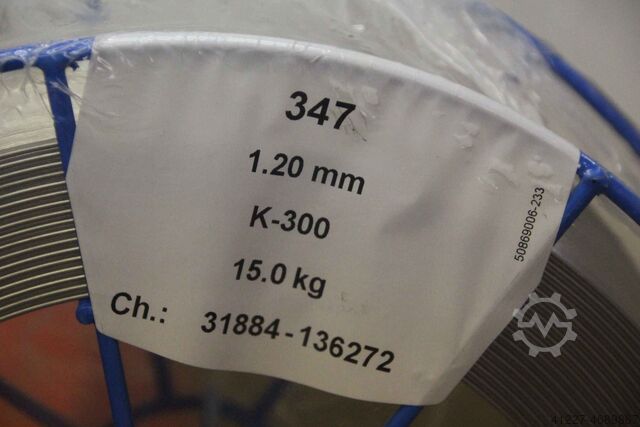 347
1.20 mm
K-300
15.0 kg
Ch.: 31884-136272
50869006-233